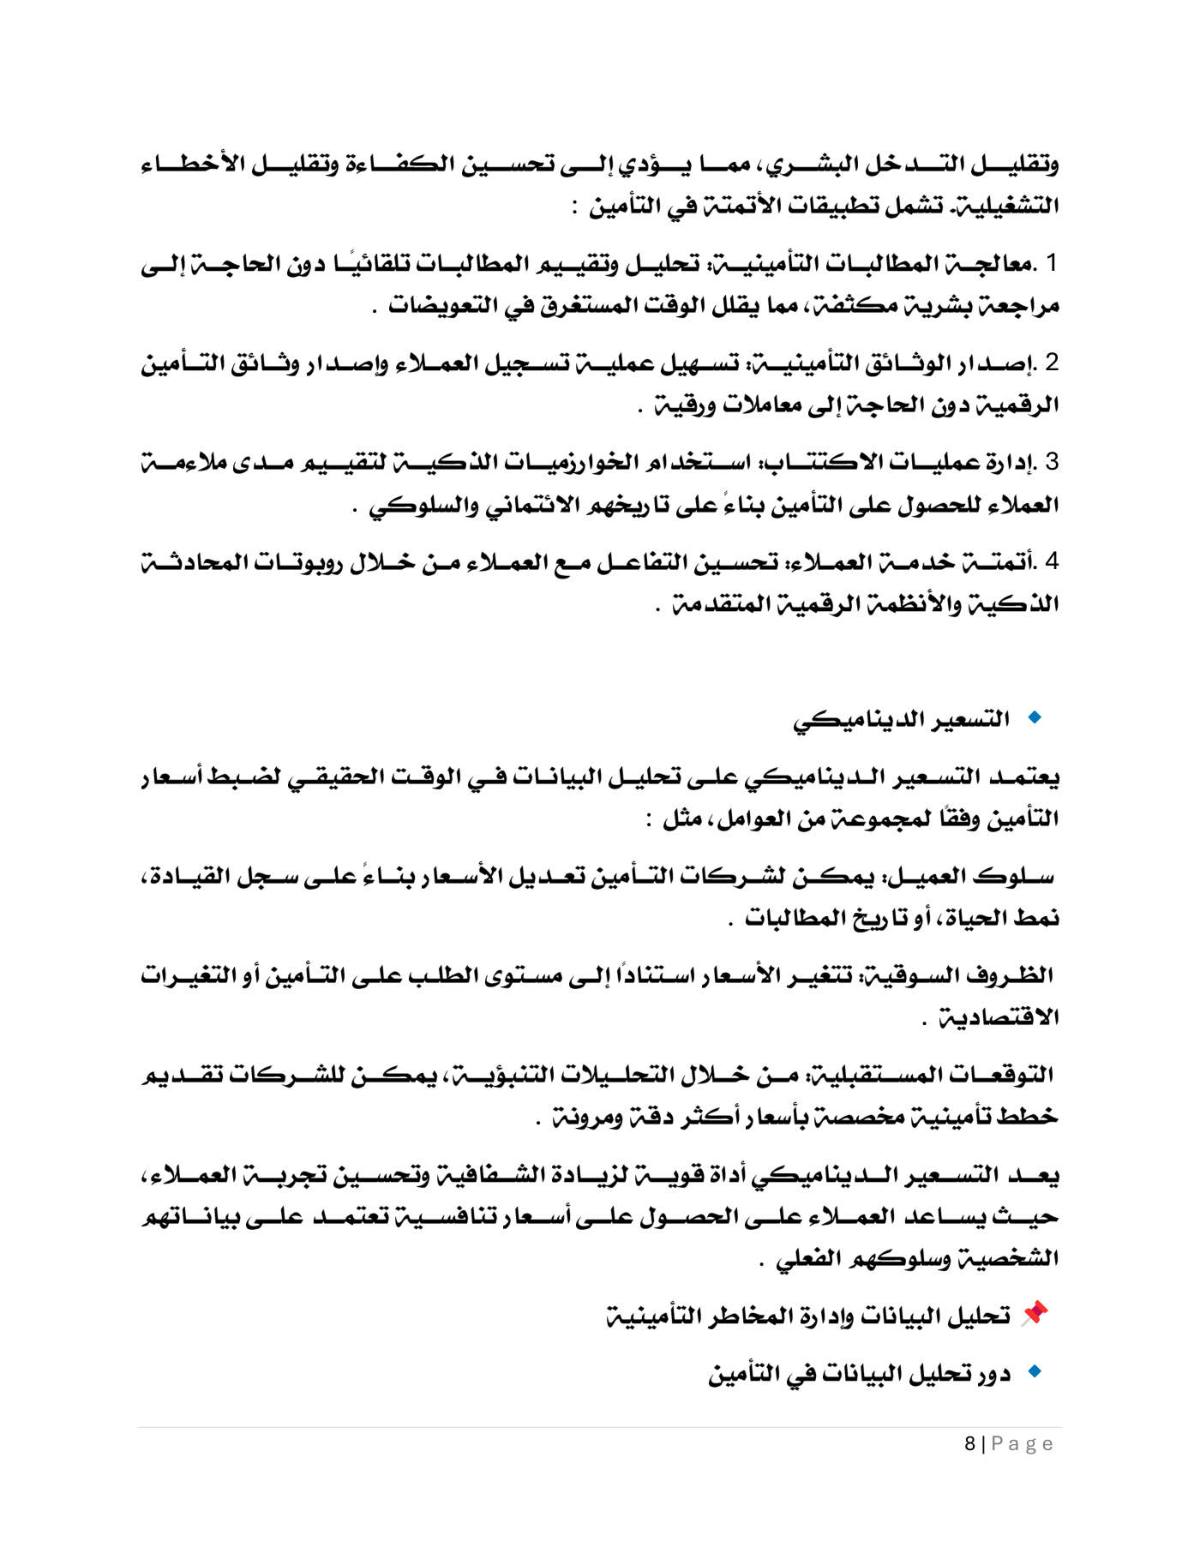 وتقليل التدخل البشري، مما يؤدي إلى تحسين الكفاءة وتقليل الأخطاء
التشغيلية. تشمل تطبيقات الأتمتة في التأمين :
1 .معالجة المطالبات التأمينية: تحليل وتقييم المطالبات تلقائيًا دون الحاجة إلى
مراجعة بشرية مكثفة، مما يقلل الوقت المستغرق في التعويضات .
2 .إصدار الوثائق التأمينية: تسهيل عملية تسجيل العملاء وإصدار وثائق التأمين
الرقمية دون الحاجة إلى معاملات ورقية .
3 .إدارة عمليات الاكتتاب: استخدام الخوارزميات الذكية لتقييم مدى ملاءمة
العملاء للحصول على التأمين بناءً على تاريخهم الائتماني والسلوكي .
4 .أتمتة خدمة العملاء: تحسين التفاعل مع العملاء من خلال روبوتات المحادثة
الذكية والأنظمة الرقمية المتقدمة .
🔹 التسعير الديناميكي
يعتمد التسعير الديناميكي على تحليل البيانات في الوقت الحقيقي لضبط أسعار
التأمين وفقًا لمجموعة من العوامل، مثل :
سلوك العميل: يمكن لشركات التأمين تعديل الأسعار بناءً على سجل القيادة،
نمط الحياة، أو تاريخ المطالبات .
الظروف السوقية: تتغير الأسعار استنادًا إلى مستوى الطلب على التأمين أو التغيرات
الاقتصادية .
التوقعات المستقبلية: من خلال التحليلات التنبؤية، يمكن للشركات تقديم
خطط تأمينية مخصصة بأسعار أكثر دقة ومرونة .
يعد التسعير الديناميكي أداة قوية لزيادة الشفافية وتحسين تجربة العملاء،
حيث يساعد العملاء على الحصول على أسعار تنافسية تعتمد على بياناتهم
الشخصية وسلوكهم الفعلي .
📌 تحليل البيانات وإدارة المخاطر التأمينية
🔹 دور تحليل البيانات في التأمين
8 | Page